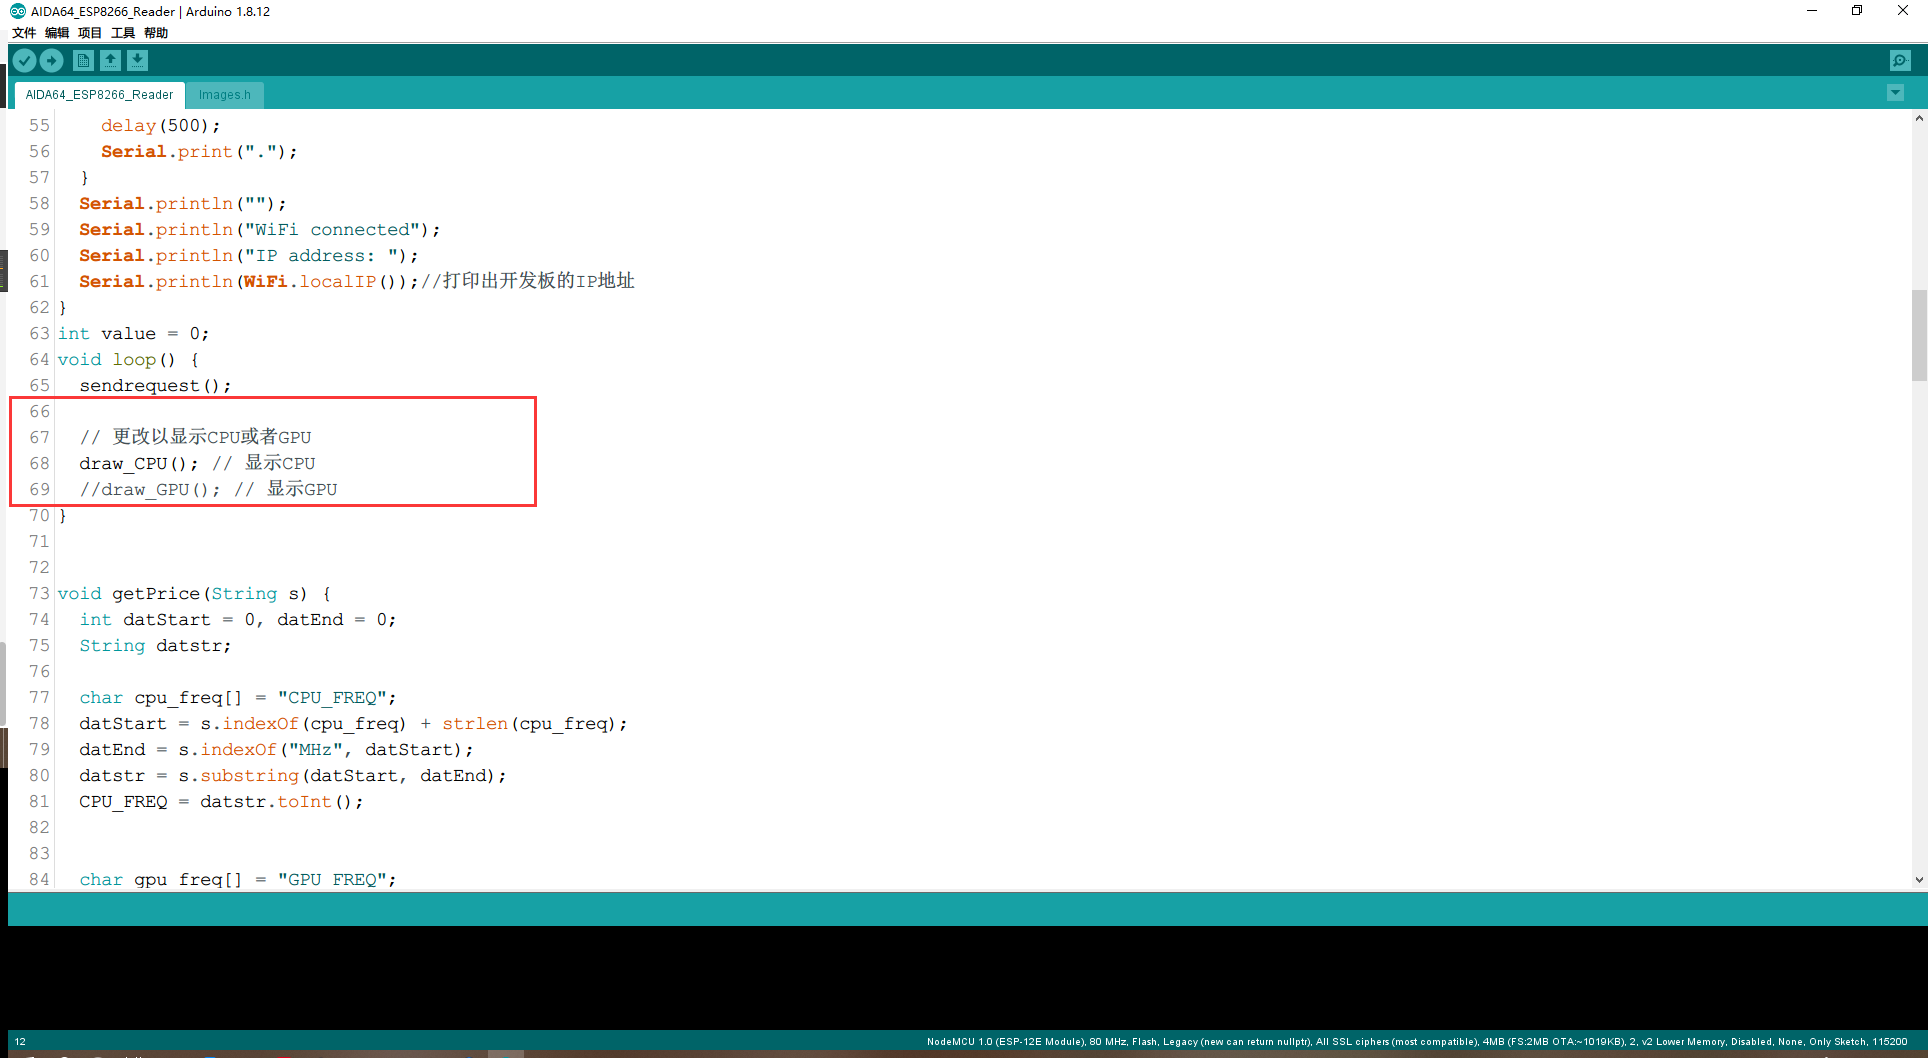 AIDA64_ESP8266_Reader | Arduino 1.8.12
文件 编辑 项目 工具 帮助
AIDA64_ESP8266_Reader Images.h
55 delay(500);
56 Serial.print(".");
57 }
58 Serial.println("");
59 Serial.println("WiFi connected");
60 Serial.println("IP address: ");
61 Serial.println(WiFi.localIP());//打印出开发板的IP地址
62 }
63 int value = 0;
64 void loop() {
65 sendrequest();
66
67 // 更改以显示CPU或者GPU
68 draw_CPU(); // 显示CPU
69 //draw_GPU(); // 显示GPU
70 }
71
72
73 void getPrice(String s) {
74 int datStart = 0, datEnd = 0;
75 String datstr;
76
77 char cpu_freq[] = "CPU_FREQ";
78 datStart = s.indexOf(cpu_freq) + strlen(cpu_freq);
79 datEnd = s.indexOf("MHz", datStart);
80 datstr = s.substring(datStart, datEnd);
81 CPU_FREQ = datstr.toInt();
82
83
84 char gpu_freq[] = "GPU_FREQ";
12 NodeMCU 1.0 (ESP-12E Module), 80 MHz, Flash, Legacy (new can return nullptr), All SSL ciphers (most compatible), 4MB (FS:2MB OTA:~1019KB), 2, v2 Lower Memory, Disabled, None, Only Sketch, 115200